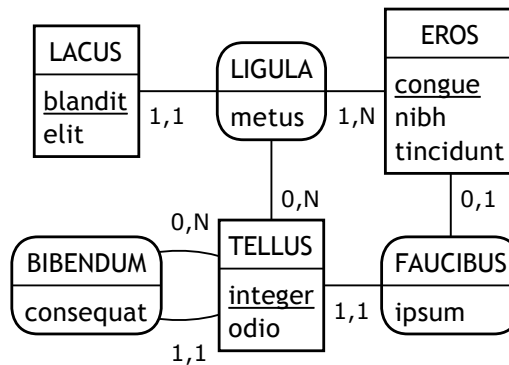 LACUS
blandit
elit
1,1
LIGULA
metus
1,N
EROS
congue
nibh
tincidunt
0,N
0,1
BIBENDUM
consequat
0,N
1,1
TELLUS
integer
odio
1,1
FAUCIBUS
ipsum